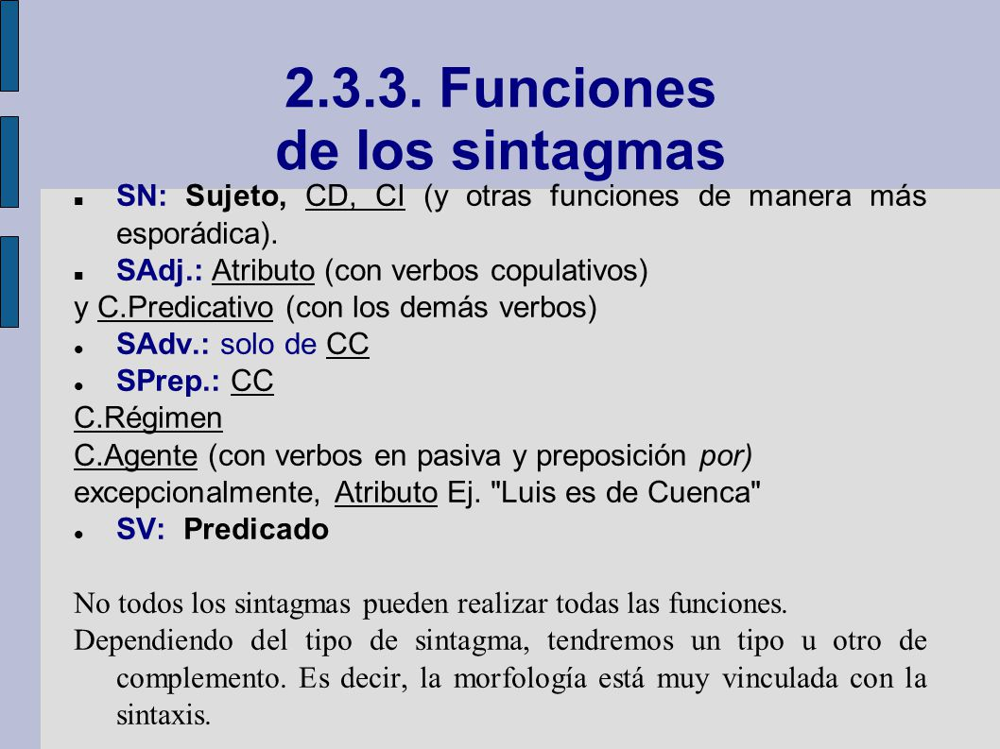 2.3.3. Funciones
de los sintagmas
■ SN: Sujeto, CD, CI (y otras funciones de manera más
esporádica).
■ SAdj.: Atributo (con verbos copulativos)
y C.Predicativo (con los demás verbos)
● SAdv.: solo de CC
● SPrep.: CC
C.Régimen
C.Agente (con verbos en pasiva y preposición por)
excepcionalmente, Atributo Ej. "Luis es de Cuenca"
● SV: Predicado
No todos los sintagmas pueden realizar todas las funciones.
Dependiendo del tipo de sintagma, tendremos un tipo u otro de
complemento. Es decir, la morfología está muy vinculada con la
sintaxis.